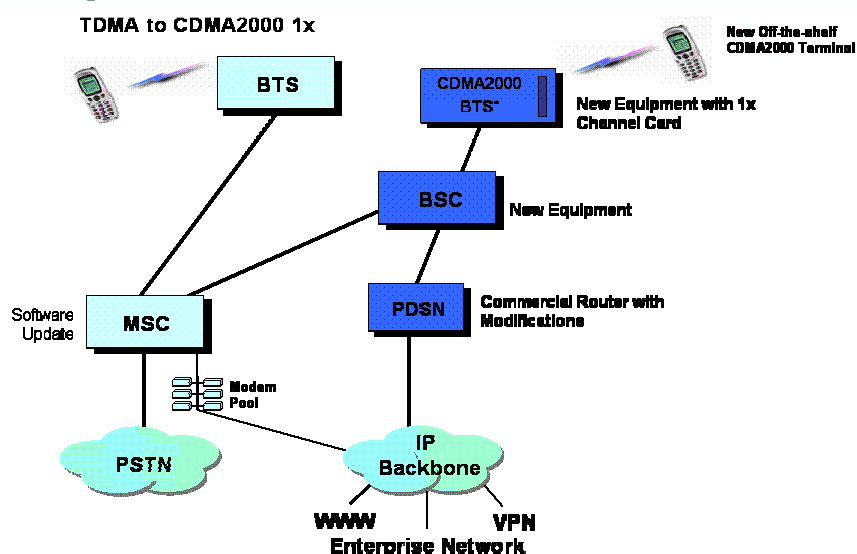 TDMA to CDMA2000 1x
New Off-the-shelf
CDMA2000 Terminal
BTS
CDMA2000
BTS*
New Equipment with 1x
Channel Card
BSC
New Equipment
Software
Update
MSC
PDSN
Commercial Router with
Modifications
Modem
Pool
PSTN
IP
Backbone
WWW
VPN
Enterprise Network